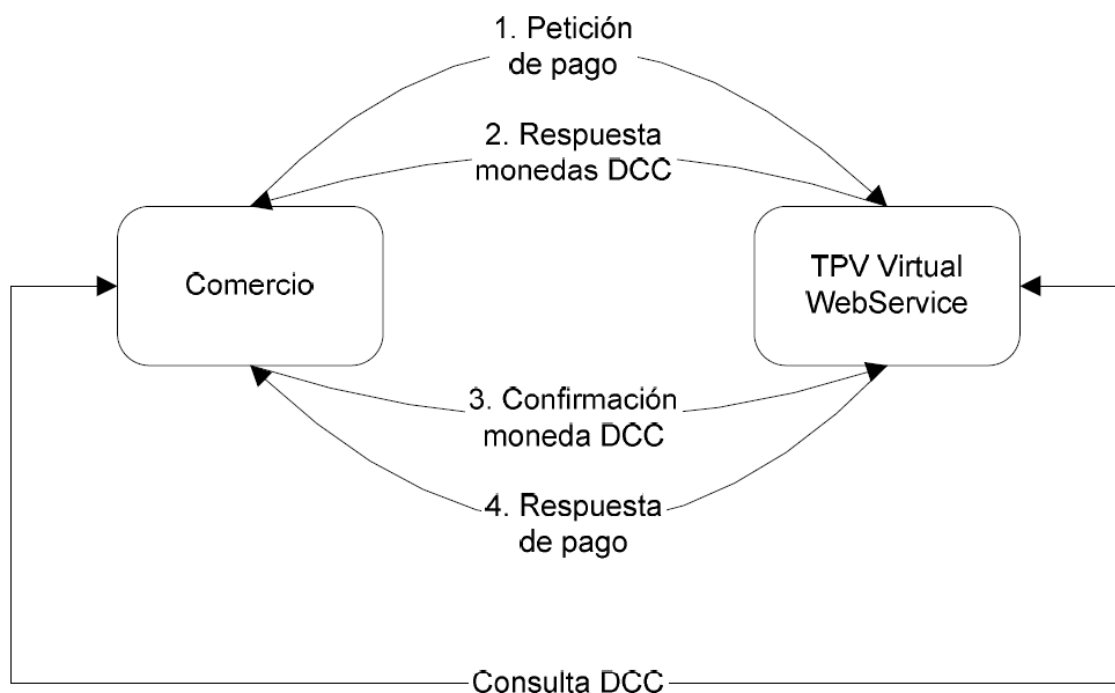 1. Petición
de pago
2. Respuesta
monedas DCC
Comercio
TPV Virtual
WebService
3. Confirmación
moneda DCC
4. Respuesta
de pago
Consulta DCC